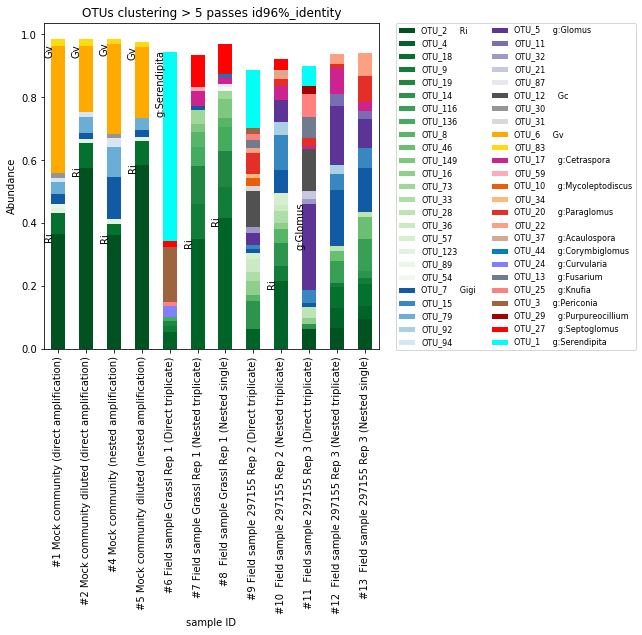 OTUs clustering > 5 passes id96%_identity
Abundance
1.0
0.8
0.6
0.4
0.2
0.0
Ri
Gv
Ri
Gv
Ri
Gv
Ri
Gv
g:Serendipita
Ri
Ri
Ri
g:Glomus
#1 Mock community (direct amplification)
#2 Mock community diluted (direct amplification)
#4 Mock community (nested amplification)
#5 Mock community diluted (nested amplification)
#6 Field sample Grassl Rep 1 (Direct triplicate)
#7 Field sample Grassl Rep 1 (Nested triplicate)
#8 Field sample Grassl Rep 1 (Nested single)
#9 Field sample 297155 Rep 2 (Direct triplicate)
#10 Field sample 297155 Rep 2 (Nested triplicate)
#11 Field sample 297155 Rep 3 (Direct triplicate)
#12 Field sample 297155 Rep 3 (Nested triplicate)
#13 Field sample 297155 Rep 3 (Nested single)
sample ID
OTU_2 Ri
OTU_4
OTU_18
OTU_9
OTU_19
OTU_14
OTU_116
OTU_136
OTU_8
OTU_46
OTU_149
OTU_16
OTU_73
OTU_33
OTU_28
OTU_36
OTU_57
OTU_123
OTU_89
OTU_54
OTU_7 Gigi
OTU_15
OTU_79
OTU_92
OTU_94
OTU_5 g:Glomus
OTU_11
OTU_32
OTU_21
OTU_87
OTU_12 Gc
OTU_30
OTU_31
OTU_6 Gv
OTU_83
OTU_17 g:Cetraspora
OTU_59
OTU_10 g:Mycoleptodiscus
OTU_34
OTU_20 g:Paraglomus
OTU_22
OTU_37 g:Acaulospora
OTU_44 g:Corymbiglomus
OTU_24 g:Curvularia
OTU_13 g:Fusarium
OTU_25 g:Knufia
OTU_3 g:Periconia
OTU_29 g:Purpureocillium
OTU_27 g:Septoglomus
OTU_1 g:Serendipita